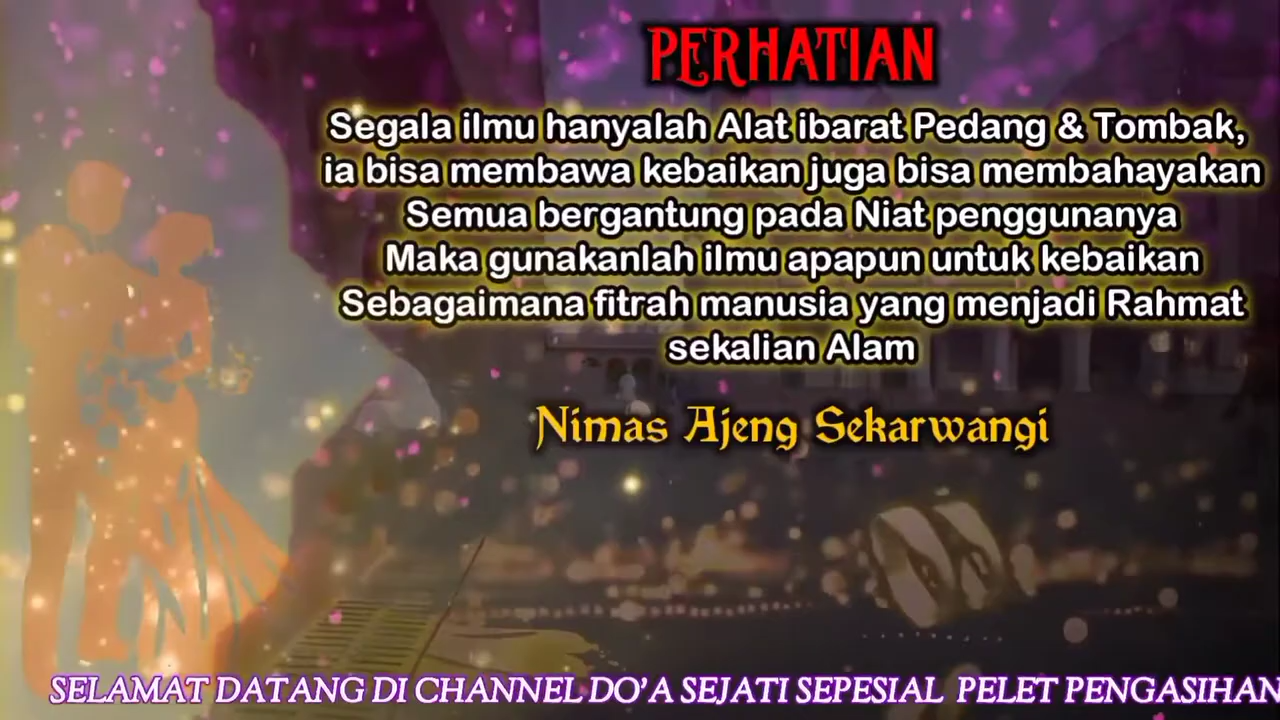 PERHATIAN
Segala ilmu hanyalah Alat ibarat Pedang & Tombak,
ia bisa membawa kebaikan juga bisa membahayakan
Semua bergantung pada Niat penggunanya
Maka gunakanlah ilmu apapun untuk kebaikan
Sebagaimana fitrah manusia yang menjadi Rahmat
sekalian Alam
Nimas Ajeng Sekarwangi
SELAMAT DATANG DI CHANNEL DO'A SEJATI SEPESIAL PELET PENGASIHAN